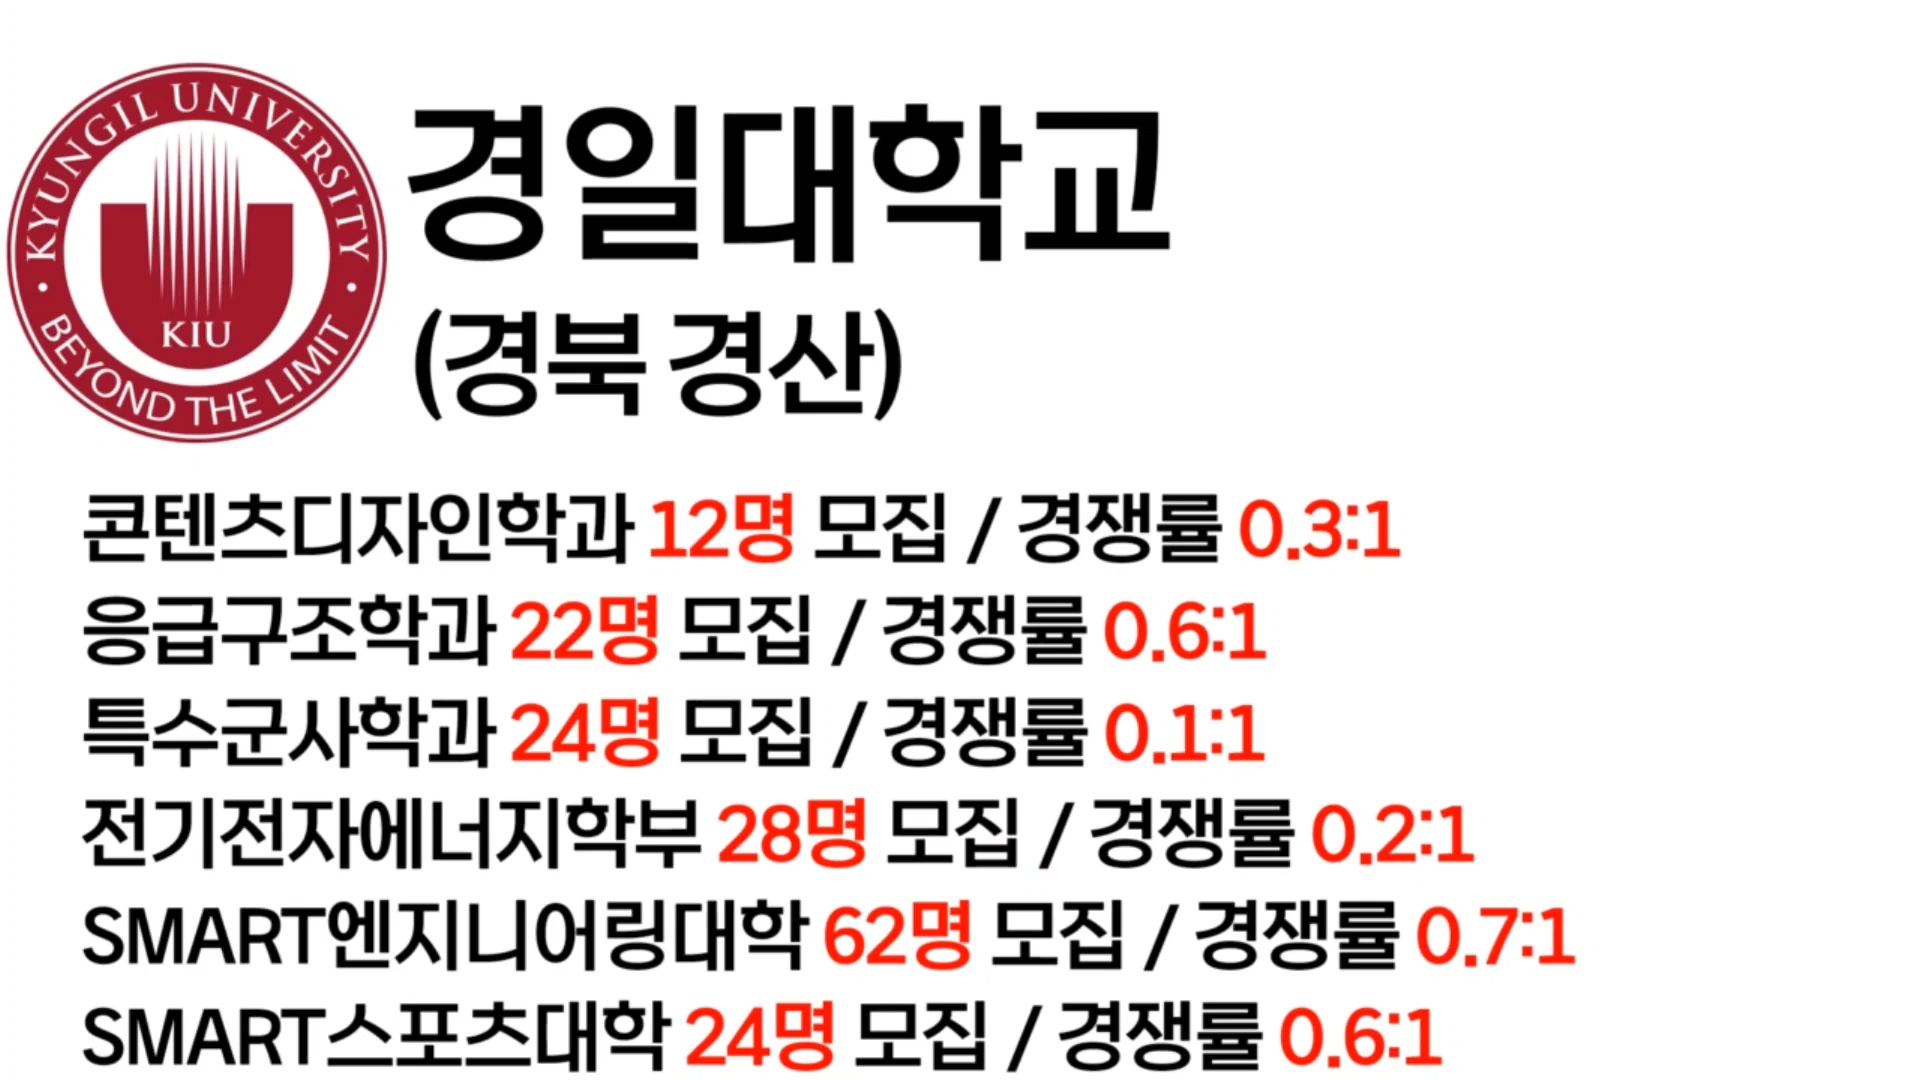 KYUNGIL UNIVERSITY
KIU
BEYOND THE LIMIT
경일대학교
(경북 경산)
콘텐츠디자인학과 12명 모집 / 경쟁률 0.3:1
응급구조학과 22명 모집 / 경쟁률 0.6:1
특수군사학과 24명 모집 / 경쟁률 0.1:1
전기전자에너지학부 28명 모집 / 경쟁률 0.2:1
SMART엔지니어링대학 62명 모집 / 경쟁률 0.7:1
SMART스포츠대학 24명 모집 / 경쟁률 0.6:1